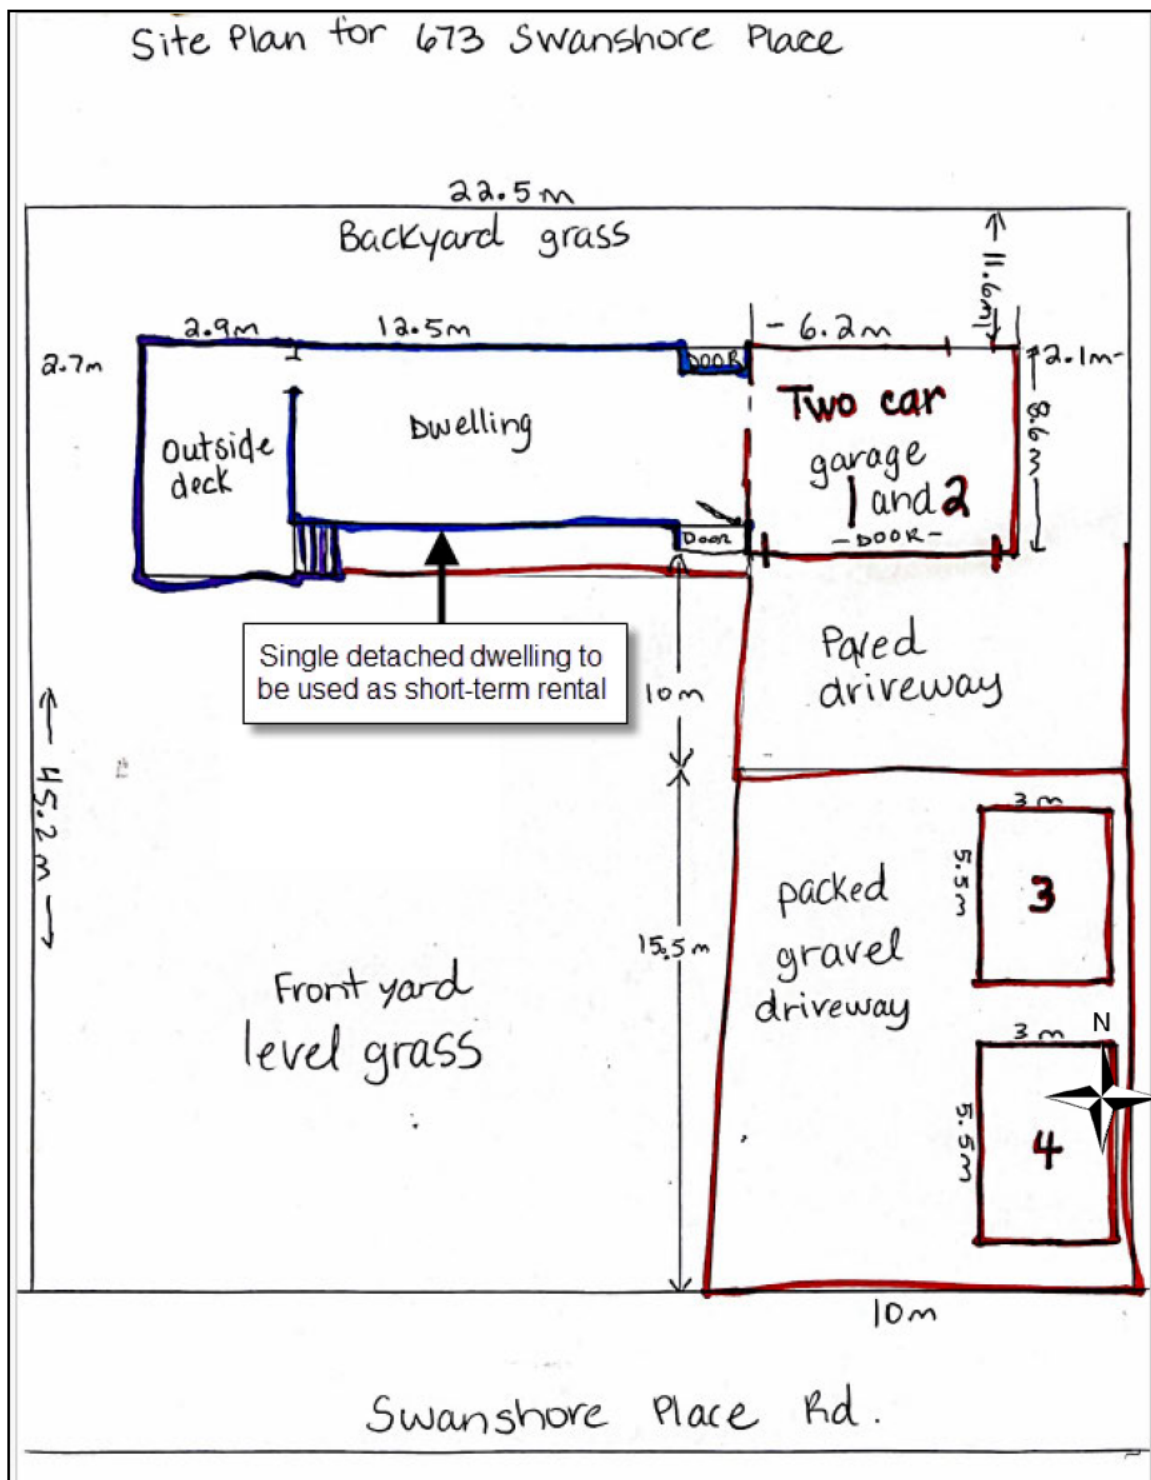 Site Plan for 673 Swanshore Place
22.5m
Backyard grass
11.6m
2.9m
12.5m
- 6.2m
2.7m
DOOR
2.1m-
Two car
garage
1 and 2
-DOOR-
8.6m
Outside
deck
Dwelling
Door
Single detached dwelling to
be used as short-term rental
10m
Paved
driveway
45.2m
3 m
5.5m
3
packed
gravel
driveway
15.5m
Front yard
level grass
N
3 m
5.5m
4
10m
Swanshore Place Rd.